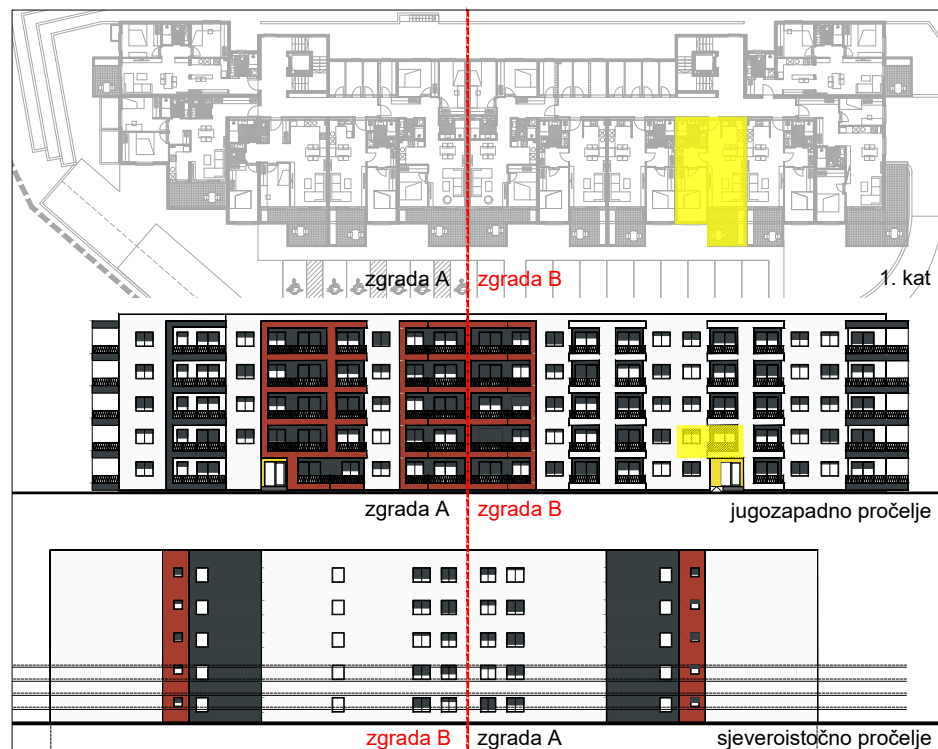 zgrada A zgrada B 1. kat
zgrada A zgrada B jugozapadno pročelje
zgrada B zgrada A sjeveroistočno pročelje